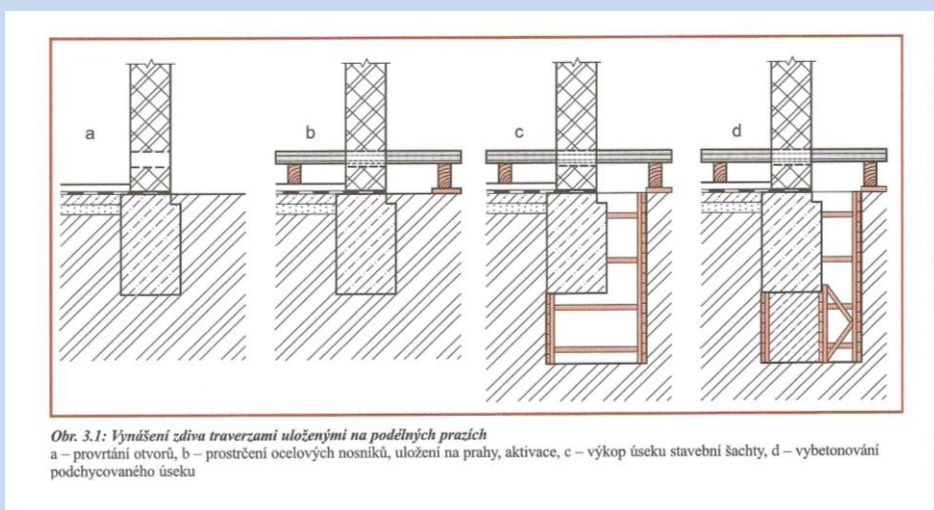 a
b
c
d
Obr. 3.1: Vynášení zdiva traverzami uloženými na podélných prazích
a – provrtání otvorů, b – prostrčení ocelových nosníků, uložení na prahy, aktivace, c – výkop úseku stavební šachty, d – vybetonování
podchycovaného úseku